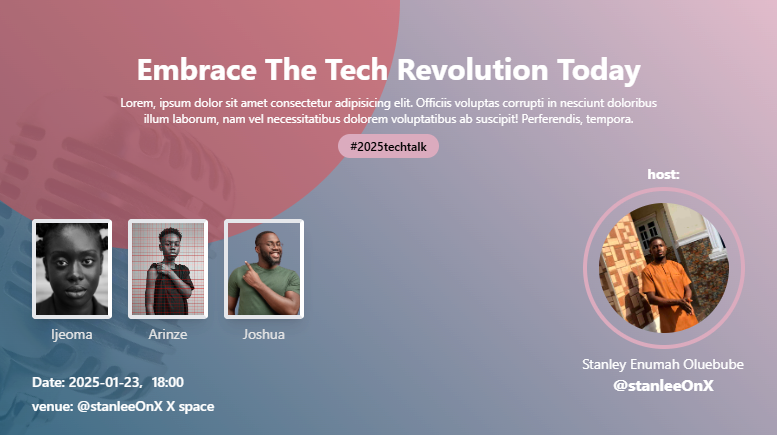 Embrace The Tech Revolution Today
Lorem, ipsum dolor sit amet consectetur adipisicing elit. Officiis voluptas corrupti in nesciunt doloribus
illum laborum, nam vel necessitatibus dolorem voluptatibus ab suscipit! Perferendis, tempora.
#2025techtalk
host:
Ijeoma
Arinze
Joshua
Stanley Enumah Oluebube
@stanleeOnX
Date: 2025-01-23, 18:00
venue: @stanleeOnX X space